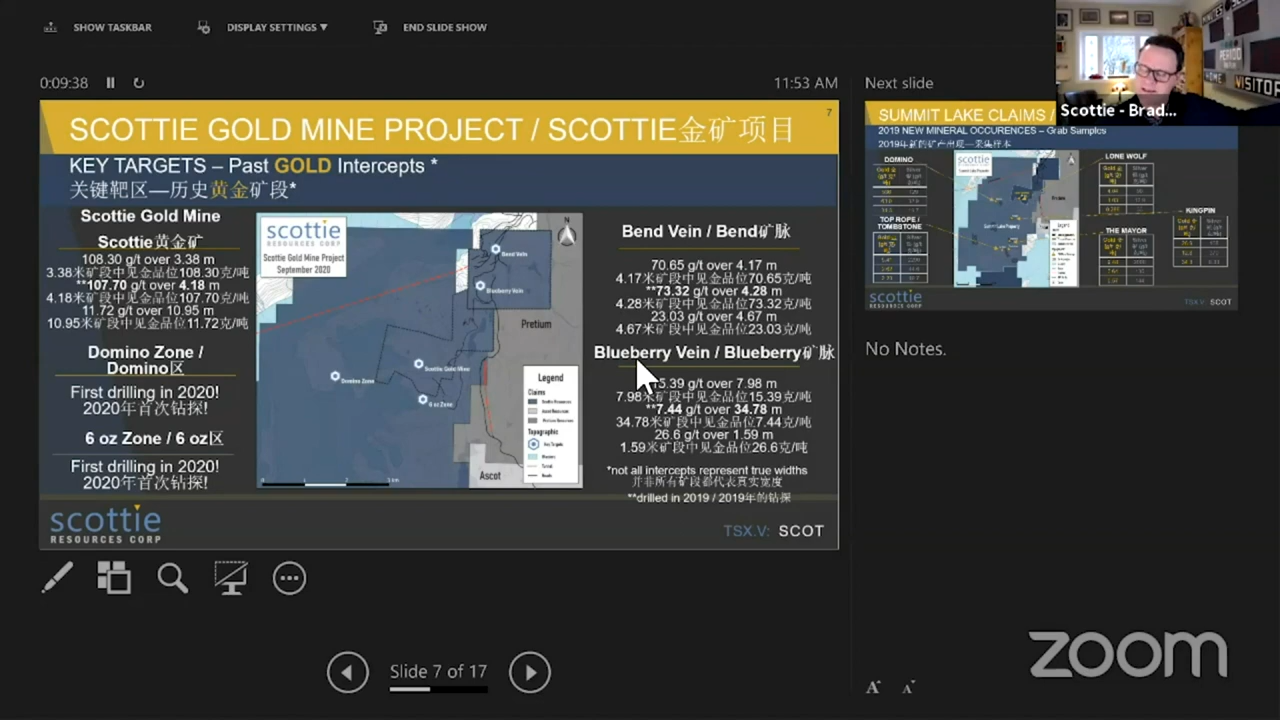 SHOW TASKBAR
DISPLAY SETTINGS ▼
END SLIDE SHOW
0:09:38
11:53 AM
Next slide
PERIOD
HOME
VISITOR
Scottie - Brad...
7
SCOTTIE GOLD MINE PROJECT / SCOTTIE金矿项目
KEY TARGETS – Past GOLD Intercepts *
关键靶区—历史黄金矿段*
Scottie Gold Mine
Scottie黄金矿
108.30 g/t over 3.38 m
3.38米矿段中见金品位108.30克/吨
**107.70 g/t over 4.18 m
4.18米矿段中见金品位107.70克/吨
11.72 g/t over 10.95 m
10.95米矿段中见金品位11.72克/吨
Domino Zone /
Domino区
First drilling in 2020!
2020年首次钻探!
6 oz Zone / 6 oz区
First drilling in 2020!
2020年首次钻探!
scottie
RESOURCES CORP
Scottie Gold Mine Project
September 2020
N
Bend Vein
Blueberry Vein
Pretium
Scottie Gold Mine
Domino Zone
6 oz Zone
Ascot
Legend
Claims
Scottie Resources
Ascot Resources
Pretium Resources
Topographic
Key Targets
Roads
Bend Vein / Bend矿脉
70.65 g/t over 4.17 m
4.17米矿段中见金品位70.65克/吨
**73.32 g/t over 4.28 m
4.28米矿段中见金品位73.32克/吨
23.03 g/t over 4.67 m
4.67米矿段中见金品位23.03克/吨
Blueberry Vein / Blueberry矿脉
5.39 g/t over 7.98 m
7.98米矿段中见金品位15.39克/吨
**7.44 g/t over 34.78 m
34.78米矿段中见金品位7.44克/吨
26.6 g/t over 1.59 m
1.59米矿段中见金品位26.6克/吨
*not all intercepts represent true widths
并非所有矿段都代表真实宽度
**drilled in 2019 / 2019年的钻探
scottie
RESOURCES CORP
TSX.V: SCOT
SUMMIT LAKE CLAIMS /
2019 NEW MINERAL OCCURENCES – Grab Samples
DOMINO
LONE WOLF
TOP ROPE /
TOMBSTONE
THE MAYOR
KINGPIN
scottie
Pretium
scottie
RESOURCES CORP
TSX.V: SCOT
No Notes.
Slide 7 of 17
A
A
zoom